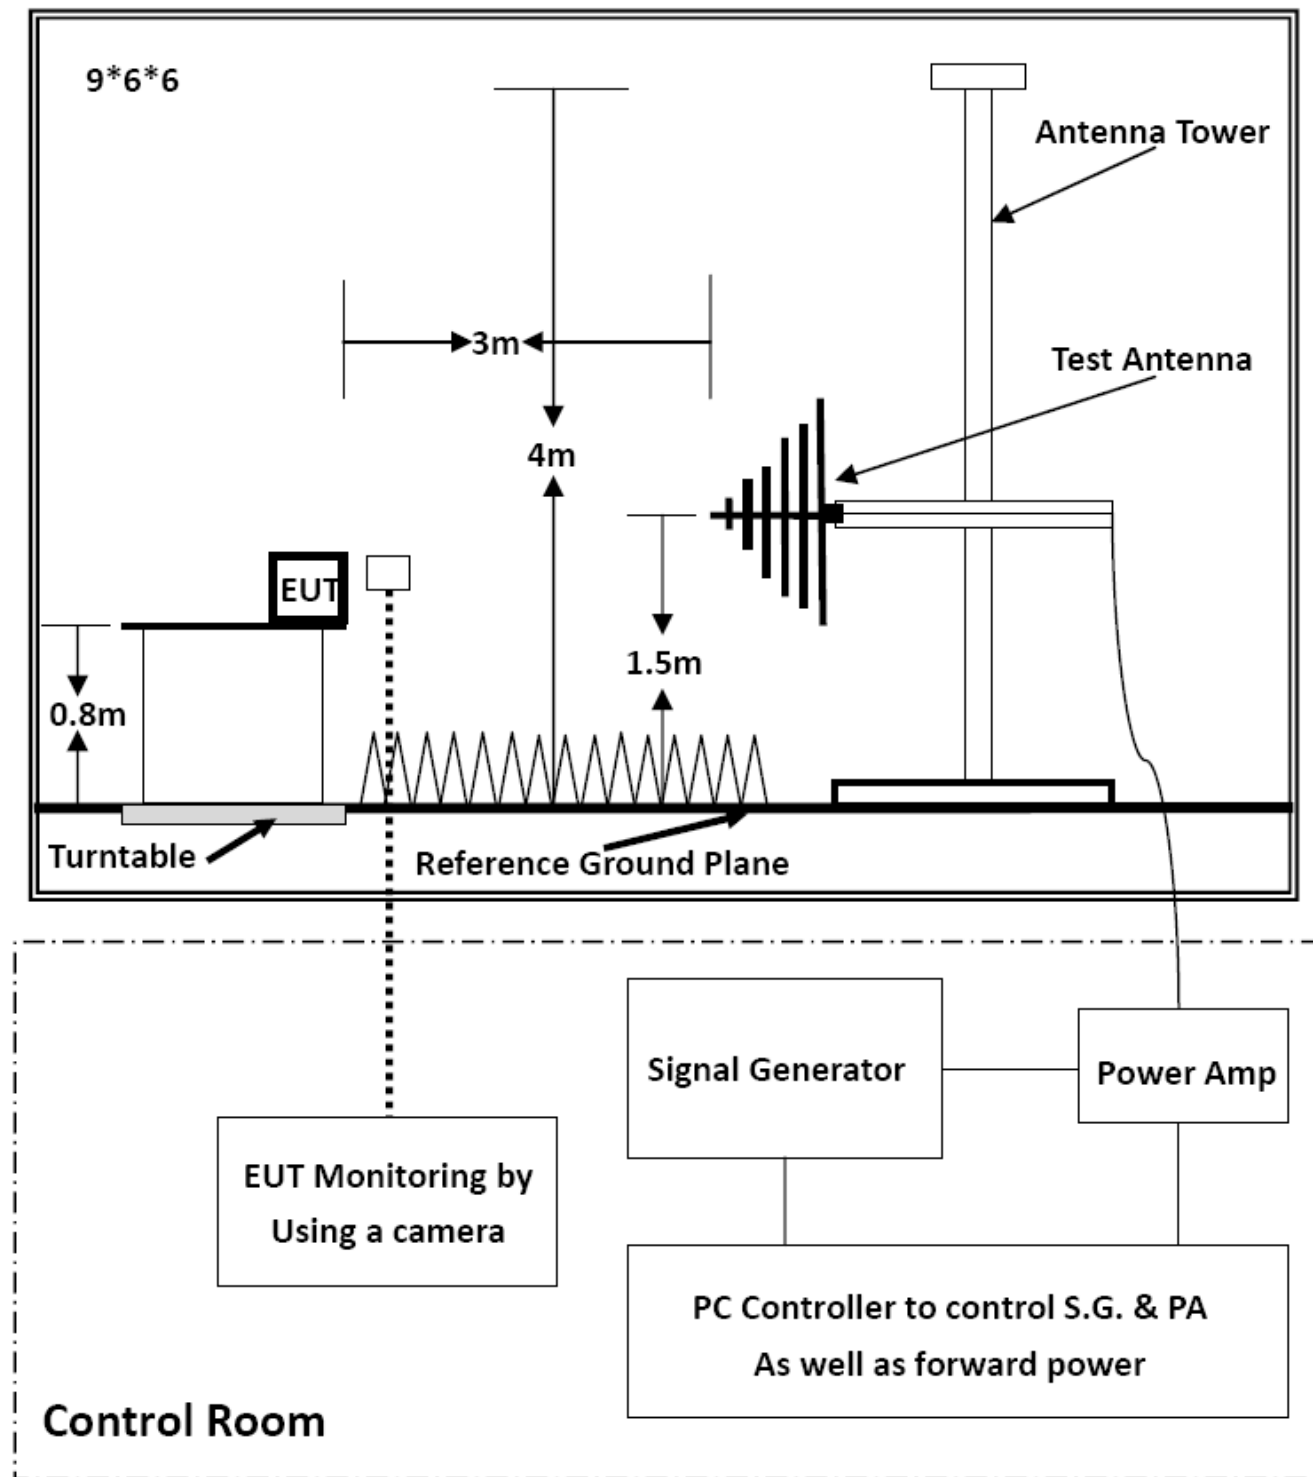 9*6*6
Antenna Tower
3m
Test Antenna
4m
EUT
1.5m
0.8m
Turntable
Reference Ground Plane
Signal Generator
Power Amp
EUT Monitoring by
Using a camera
PC Controller to control S.G. & PA
As well as forward power
Control Room